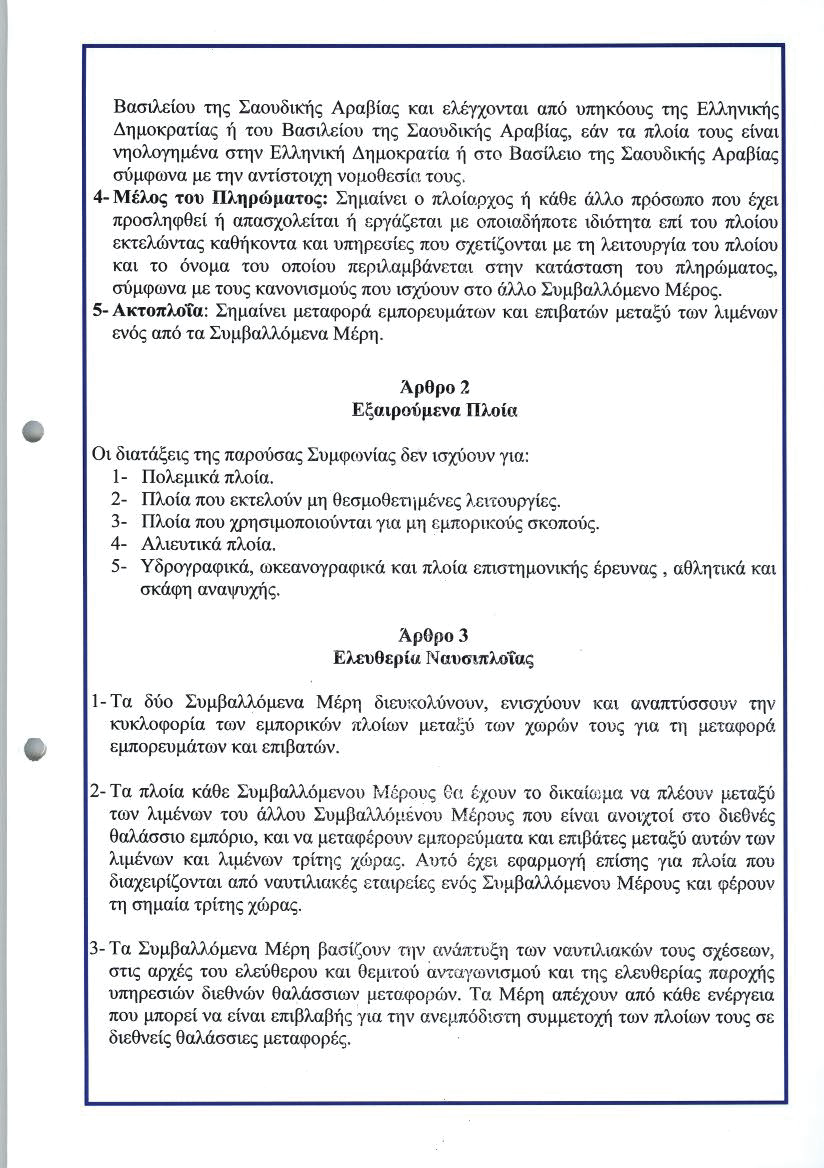 Βασιλείου της Σαουδικής Αραβίας και ελέγχονται από υπηκόους της Ελληνικής
Δημοκρατίας ή του Βασιλείου της Σαουδικής Αραβίας, εάν τα πλοία τους είναι
νηολογημένα στην Ελληνική Δημοκρατία ή στο Βασίλειο της Σαουδικής Αραβίας
σύμφωνα με την αντίστοιχη νομοθεσία τους.
4- Μέλος του Πληρώματος: Σημαίνει ο πλοίαρχος ή κάθε άλλο πρόσωπο που έχει
προσληφθεί ή απασχολείται ή εργάζεται με οποιαδήποτε ιδιότητα επί του πλοίου
εκτελώντας καθήκοντα και υπηρεσίες που σχετίζονται με τη λειτουργία του πλοίου
και το όνομα του οποίου περιλαμβάνεται στην κατάσταση του πληρώματος,
σύμφωνα με τους κανονισμούς που ισχύουν στο άλλο Συμβαλλόμενο Μέρος.
5- Ακτοπλοΐα: Σημαίνει μεταφορά εμπορευμάτων και επιβατών μεταξύ των λιμένων
ενός από τα Συμβαλλόμενα Μέρη.
Άρθρο 2
Εξαιρούμενα Πλοία
Οι διατάξεις της παρούσας Συμφωνίας δεν ισχύουν για:
1- Πολεμικά πλοία.
2- Πλοία που εκτελούν μη θεσμοθετημένες λειτουργίες.
3- Πλοία που χρησιμοποιούνται για μη εμπορικούς σκοπούς.
4- Αλιευτικά πλοία.
5- Υδρογραφικά, ωκεανογραφικά και πλοία επιστημονικής έρευνας , αθλητικά και
σκάφη αναψυχής.
Άρθρο 3
Ελευθερία Ναυσιπλοΐας
1- Τα δύο Συμβαλλόμενα Μέρη διευκολύνουν, ενισχύουν και αναπτύσσουν την
κυκλοφορία των εμπορικών πλοίων μεταξύ των χωρών τους για τη μεταφορά
εμπορευμάτων και επιβατών.
2- Τα πλοία κάθε Συμβαλλόμενου Μέρους θα έχουν το δικαίωμα να πλέουν μεταξύ
των λιμένων του άλλου Συμβαλλόμενου Μέρους που είναι ανοιχτοί στο διεθνές
θαλάσσιο εμπόριο, και να μεταφέρουν εμπορεύματα και επιβάτες μεταξύ αυτών των
λιμένων και λιμένων τρίτης χώρας. Αυτό έχει εφαρμογή επίσης για πλοία που
διαχειρίζονται από ναυτιλιακές εταιρείες ενός Συμβαλλόμενου Μέρους και φέρουν
τη σημαία τρίτης χώρας.
3- Τα Συμβαλλόμενα Μέρη βασίζουν την ανάπτυξη των ναυτιλιακών τους σχέσεων,
στις αρχές του ελεύθερου και θεμιτού ανταγωνισμού και της ελευθερίας παροχής
υπηρεσιών διεθνών θαλάσσιων μεταφορών. Τα Μέρη απέχουν από κάθε ενέργεια
που μπορεί να είναι επιβλαβής για την ανεμπόδιστη συμμετοχή των πλοίων τους σε
διεθνείς θαλάσσιες μεταφορές.